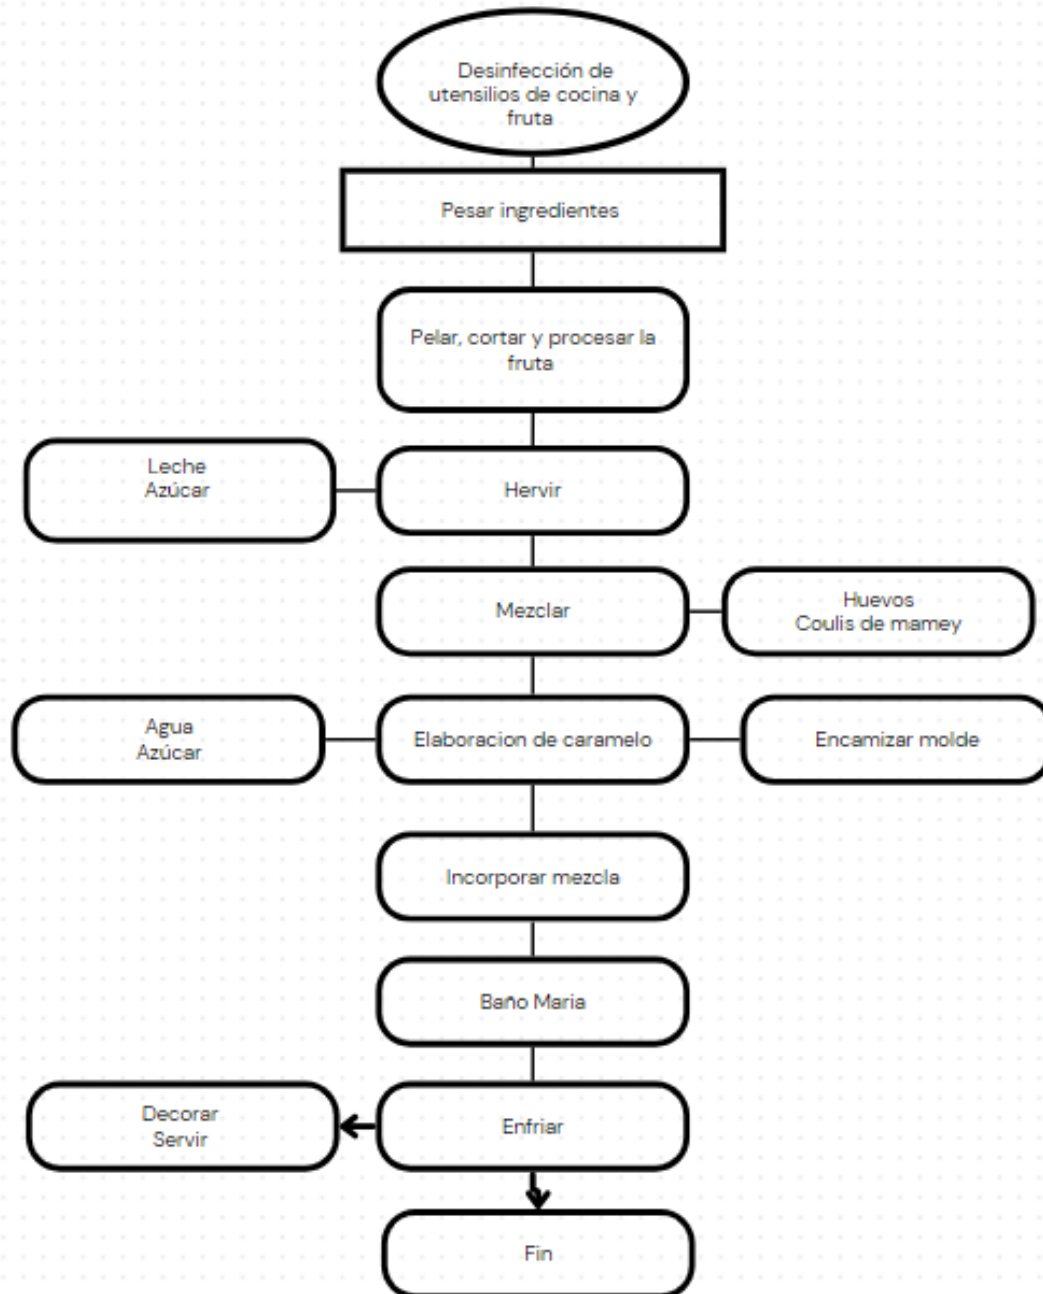 Desinfección de
utensilios de cocina y
fruta
Pesar ingredientes
Pelar, cortar y procesar la
fruta
Leche
Azúcar
Hervir
Mezclar
Huevos
Coulis de mamey
Agua
Azúcar
Elaboracion de caramelo
Encamizar molde
Incorporar mezcla
Baño Maria
Decorar
Servir
Enfriar
Fin